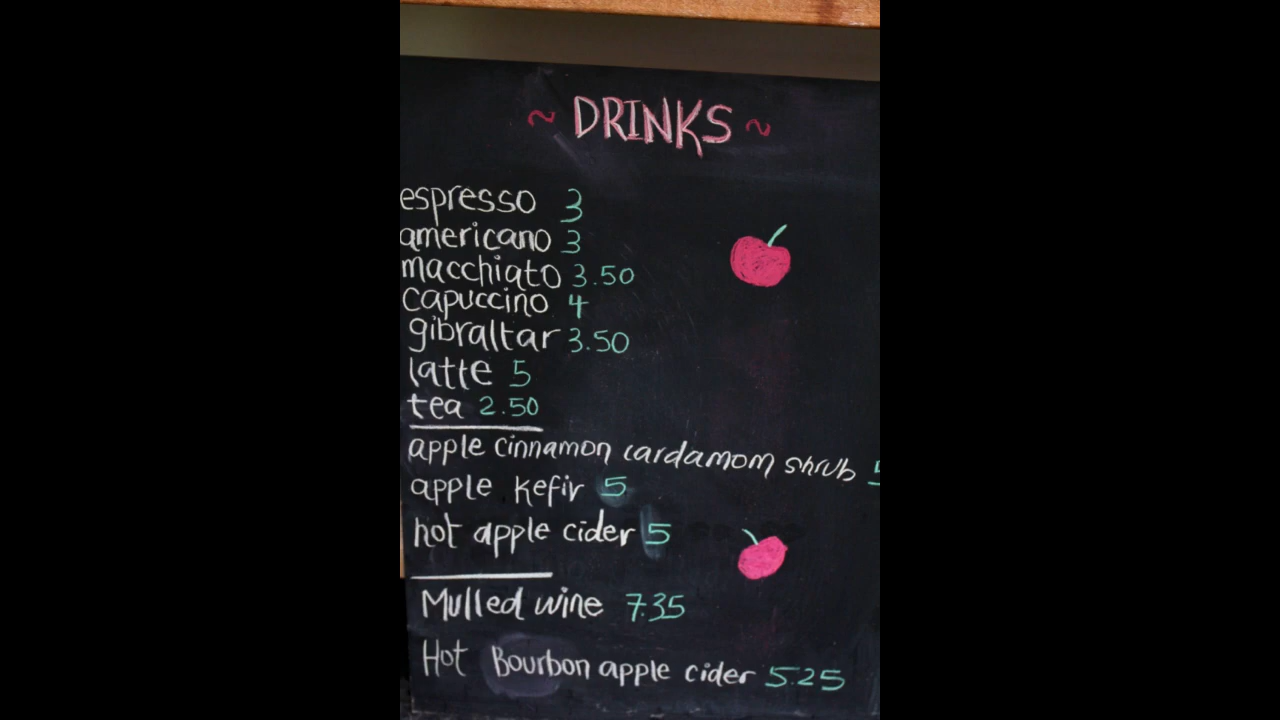 ~ DRINKS ~
espresso 3
americano 3
macchiato 3.50
capuccino 4
gibraltar 3.50
latte 5
tea 2.50
apple cinnamon cardamom shrub 5
apple kefir 5
hot apple cider 5
Mulled wine 7.35
Hot Bourbon apple cider 5.25